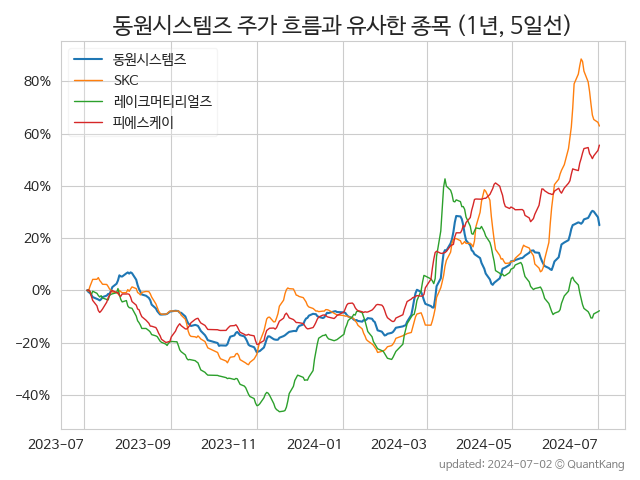 동원시스템즈 주가 흐름과 유사한 종목 (1년, 5일선)
동원시스템즈
SKC
레이크머티리얼즈
피에스케이
80%
60%
40%
20%
0%
−20%
−40%
2023-07 2023-09 2023-11 2024-01 2024-03 2024-05 2024-07
updated: 2024-07-02 © QuantKang